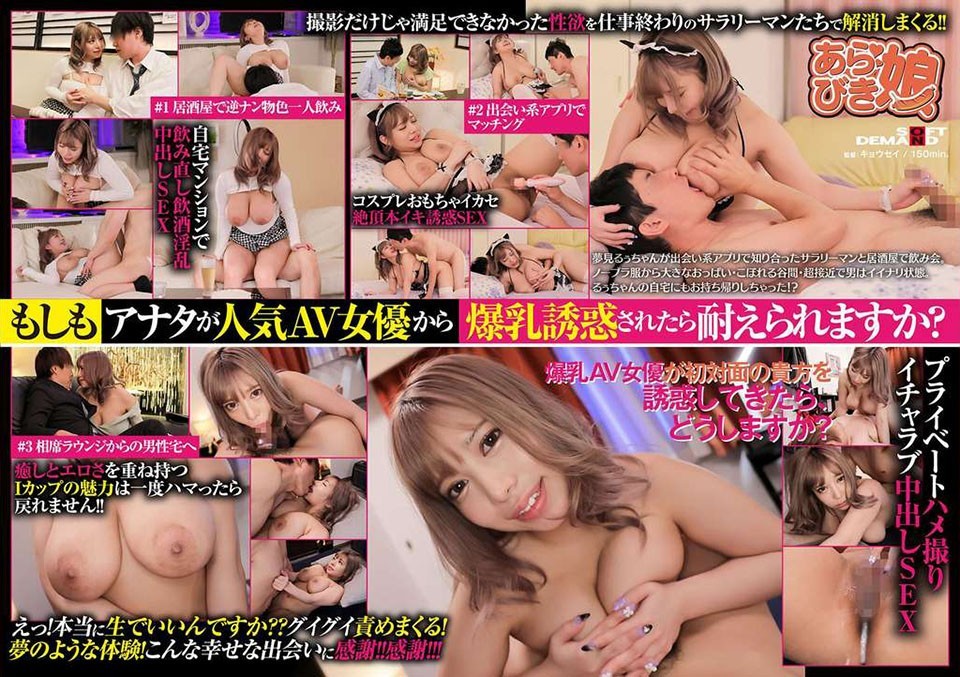 撮影だけじゃ満足できなかった性欲を仕事終わりのサラリーマンたちで解消しまくる!!
#1 居酒屋で逆ナン物色一人飲み
自宅マンションで
飲み直し飲酒淫乱
中出しSEX
#2 出会い系アプリで
マッチング
コスプレおもちゃイカセ
絶頂本イキ誘惑SEX
あらびき娘
SOFT
ON
DEMAND
監督:キョウセイ/150min.
夢見るぅちゃんが出会い系アプリで知り合ったサラリーマンと居酒屋で飲み会。
ノーブラ服から大きなおっぱい・こぼれる谷間・超接近で男はイイナリ状態。
るぅちゃんの自宅にもお持ち帰りしちゃった!?
もしもアナタが人気AV女優から爆乳誘惑されたら耐えられますか?
#3 相席ラウンジからの男性宅へ
癒しとエロさを重ね持つ
Iカップの魅力は一度ハマったら
戻れません!!
爆乳AV女優が初対面の貴方を
誘惑してきたら、
どうしますか?
プライベートハメ撮り
イチャラブ中出しSEX
えっ!本当に生でいいんですか??グイグイ責めまくる!
夢のような体験!こんな幸せな出会いに感謝!!感謝!!!